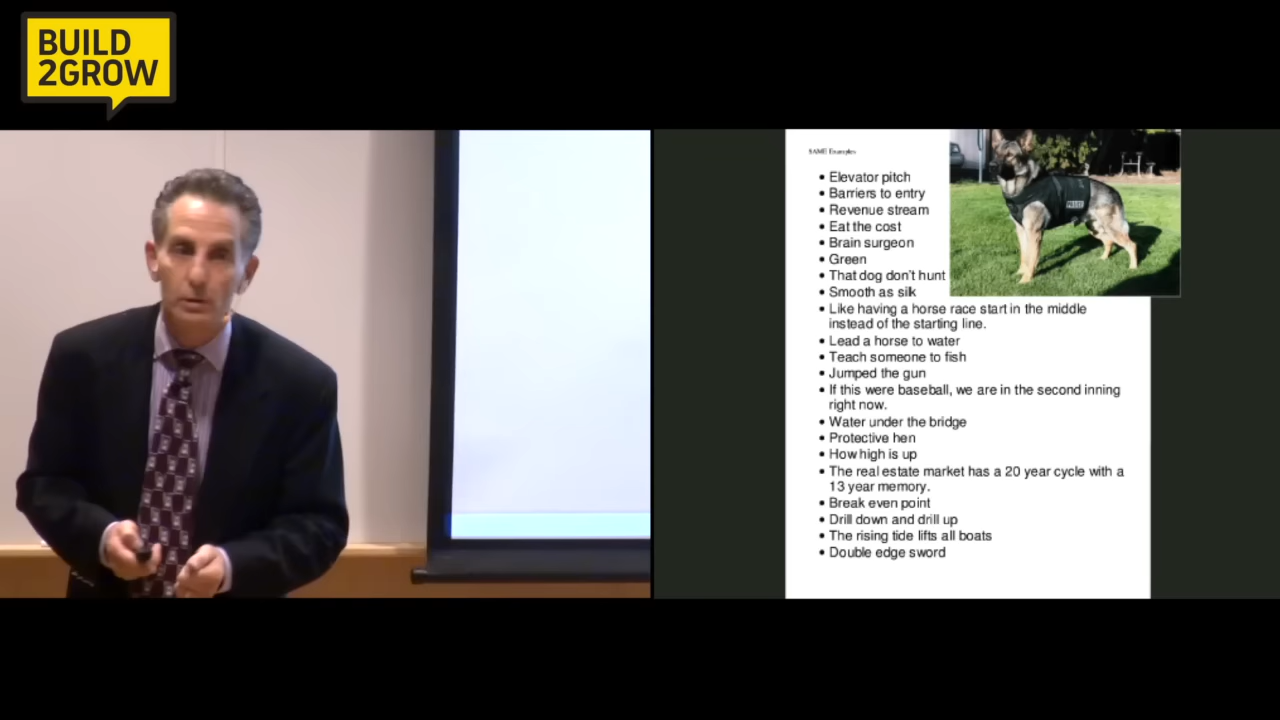 BUILD
2GROW
SAME Examples
• Elevator pitch
• Barriers to entry
• Revenue stream
• Eat the cost
• Brain surgeon
• Green
• That dog don't hunt
• Smooth as silk
• Like having a horse race start in the middle
instead of the starting line.
• Lead a horse to water
• Teach someone to fish
• Jumped the gun
• If this were baseball, we are in the second inning
right now.
• Water under the bridge
• Protective hen
• How high is up
• The real estate market has a 20 year cycle with a
13 year memory.
• Break even point
• Drill down and drill up
• The rising tide lifts all boats
• Double edge sword